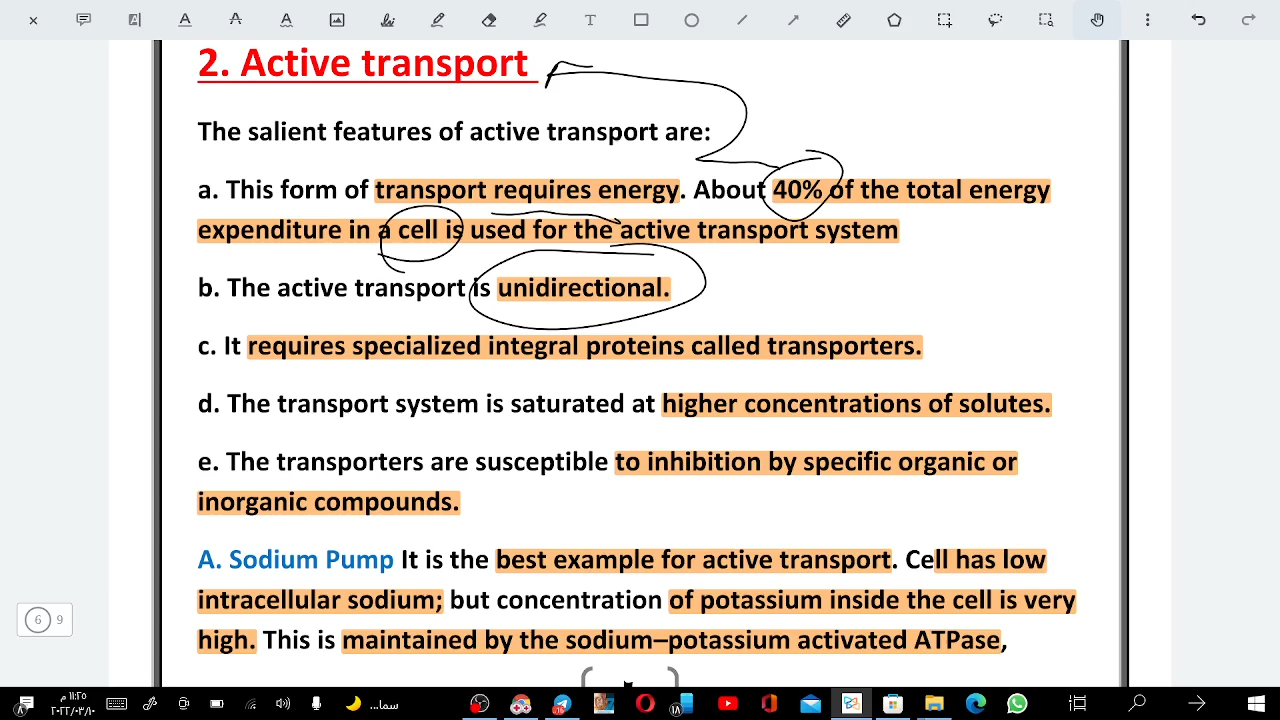 2. Active transport
The salient features of active transport are:
a. This form of transport requires energy. About 40% of the total energy
expenditure in a cell is used for the active transport system
b. The active transport is unidirectional.
c. It requires specialized integral proteins called transporters.
d. The transport system is saturated at higher concentrations of solutes.
e. The transporters are susceptible to inhibition by specific organic or
inorganic compounds.
A. Sodium Pump It is the best example for active transport. Cell has low
intracellular sodium; but concentration of potassium inside the cell is very
high. This is maintained by the sodium–potassium activated ATPase,
6 9
١١:٢٥ م
سما...